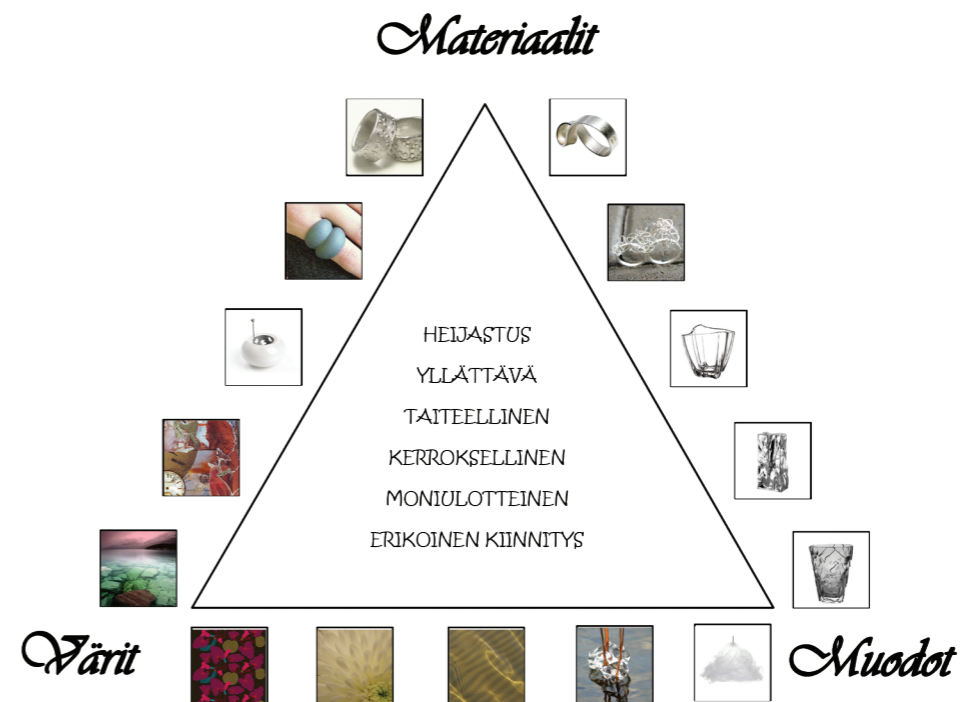 Materiaalit
HEIJASTUS
YLLÄTTÄVÄ
TAITEELLINEN
KERROKSELLINEN
MONIULOTTEINEN
ERIKOINEN KIINNITYS
Värit
Muodot